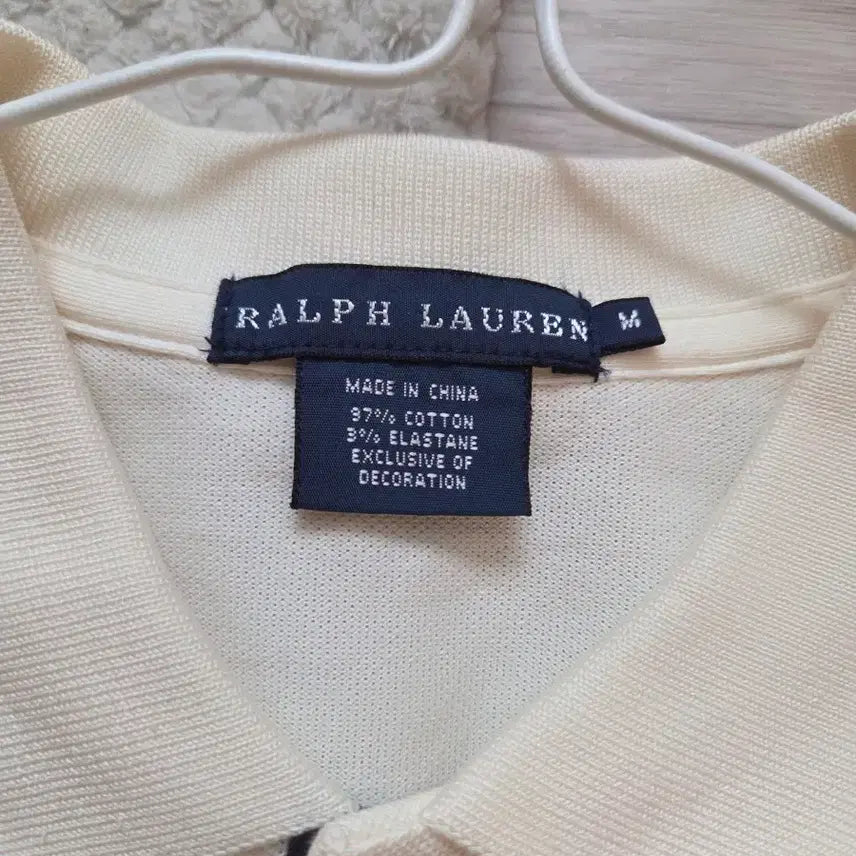 RALPH LAUREN
M
MADE IN CHINA
97% COTTON
3% ELASTANE
EXCLUSIVE OF
DECORATION